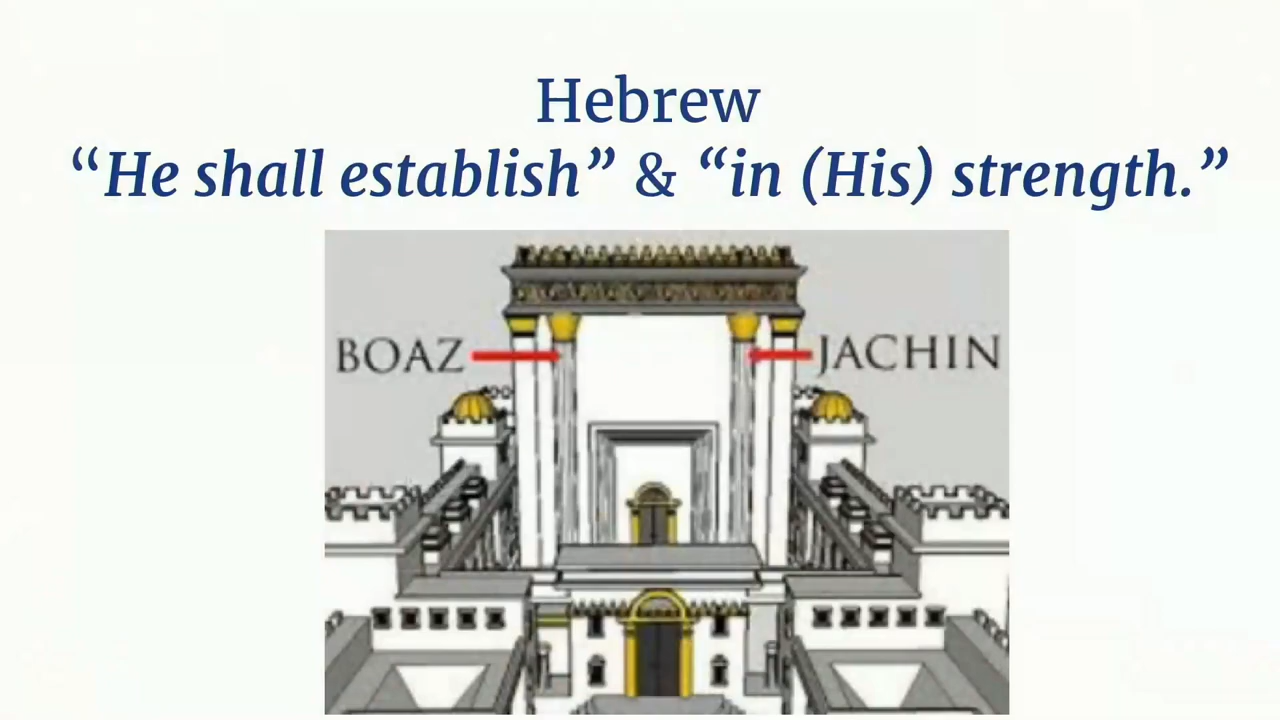 Hebrew
“He shall establish” & “in (His) strength.”
BOAZ
JACHIN